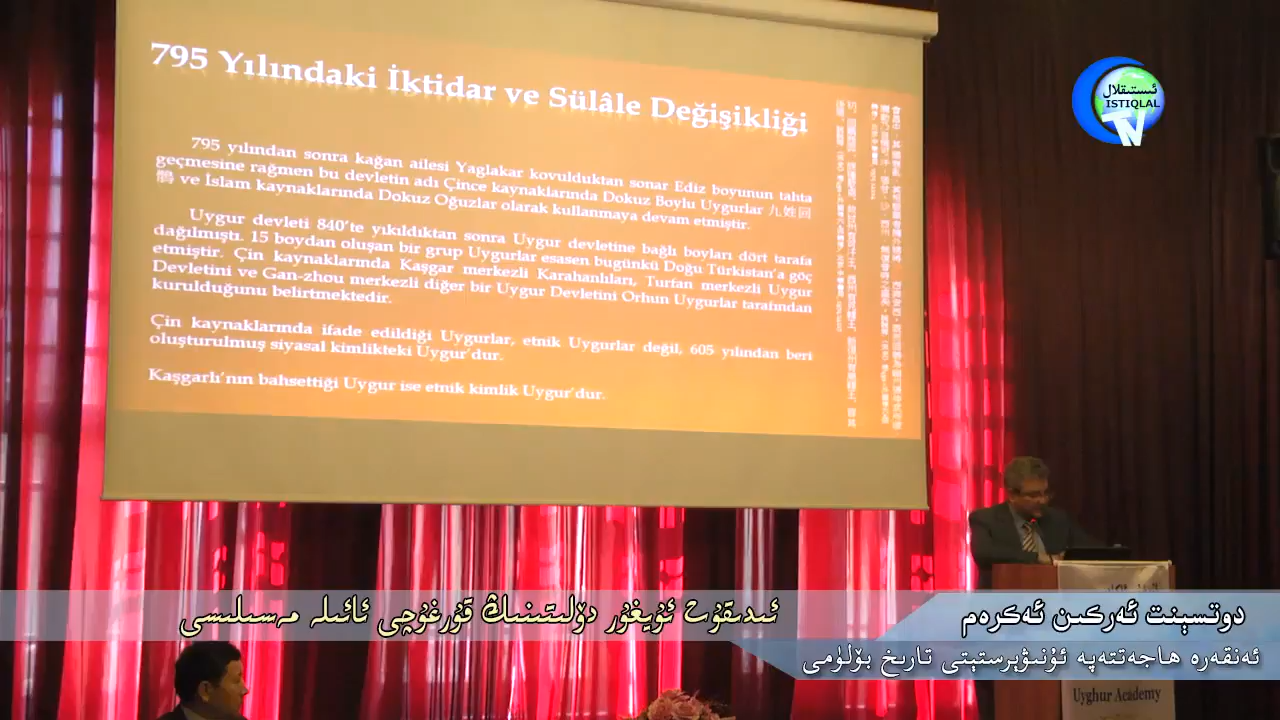 795 Yılındaki İktidar ve Sülâle Değişikliği
795 yılından sonra kağan ailesi Yaglakar kovulduktan sonar Ediz boyunun tahta
geçmesine rağmen bu devletin adı Çince kaynaklarında Dokuz Boylu Uygurlar 九姓回
鶻 ve İslam kaynaklarında Dokuz Oğuzlar olarak kullanmaya devam etmiştir.
Uygur devleti 840’te yıkıldıktan sonra Uygur devletine bağlı boyları dört tarafa
dağılmıştı. 15 boydan oluşan bir grup Uygurlar esasen bugünkü Doğu Türkistan’a göç
etmiştir. Çin kaynaklarında Kaşgar merkezli Karahanlıları, Turfan merkezli Uygur
Devletini ve Gan-zhou merkezli diğer bir Uygur Devletini Orhun Uygurlar tarafından
kurulduğunu belirtmektedir.
Çin kaynaklarında ifade edildiği Uygurlar, etnik Uygurlar değil, 605 yılından beri
oluşturulmuş siyasal kimlikteki Uygur’dur.
Kaşgarlı’nın bahsettiği Uygur ise etnik kimlik Uygur’dur.
ئىستىقلال
ISTIQLAL
TV
ئىدىقۇت ئۇيغۇر دۆلىتىنىڭ قۇرغۇچى ئائىلە مەسىلىسى
دوتسېنت ئەركىن ئەكرەم
ئەنقەرە ھاجەتتەپە ئۇنىۋېرستېتى تارىخ بۆلۈمى
Uyghur Academy